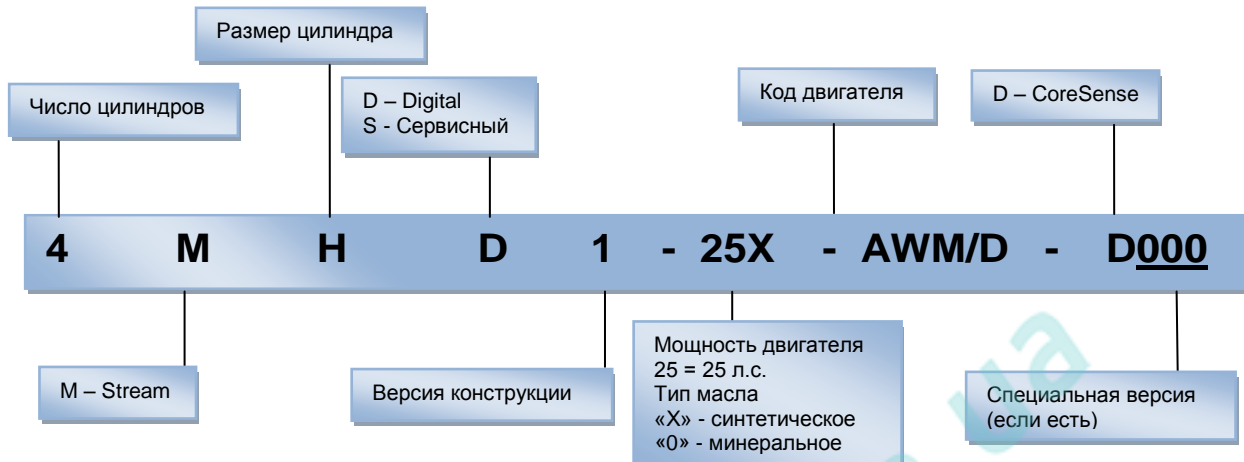 Размер цилиндра
Число цилиндров
D – Digital
S - Сервисный
Код двигателя
D – CoreSense
4 M H D 1 - 25X - AWM/D - D000
M – Stream
Версия конструкции
Мощность двигателя
25 = 25 л.с.
Тип масла
«X» - синтетическое
«0» - минеральное
Специальная версия
(если есть)
ua